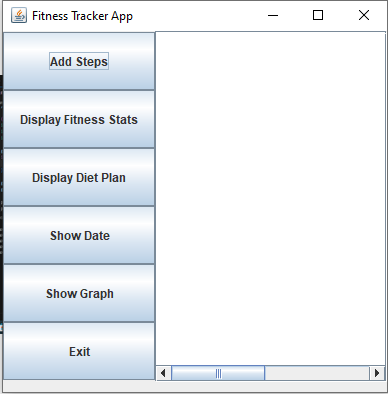 Fitness Tracker App
Add Steps
Display Fitness Stats
Display Diet Plan
Show Date
Show Graph
Exit